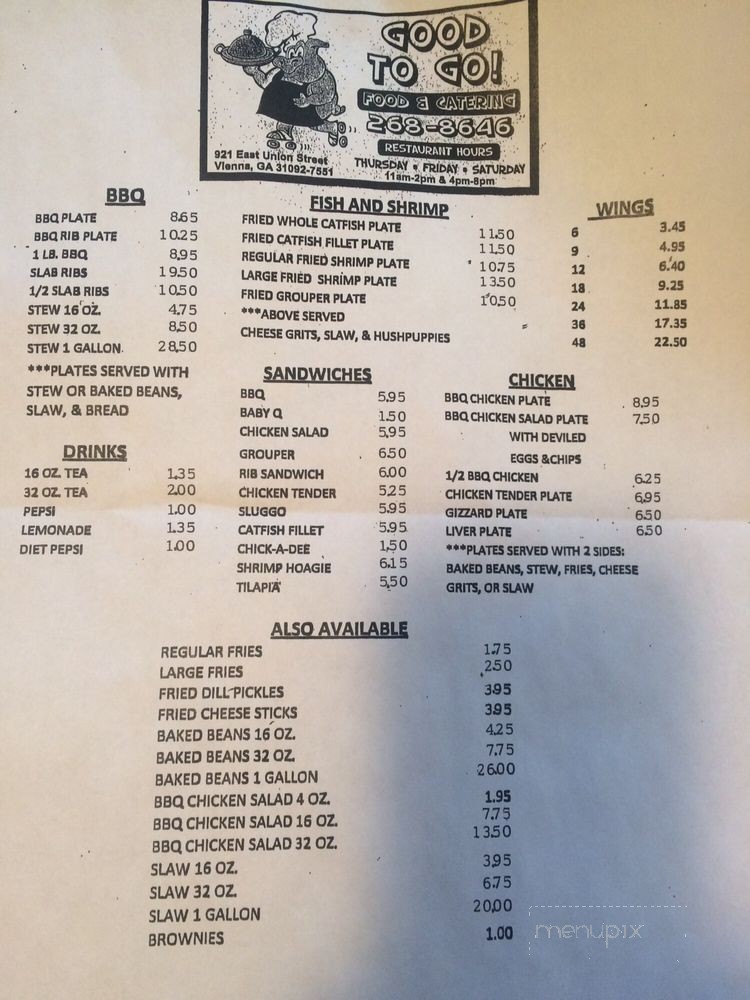 GOOD
TO GO!
FOOD & CATERING
268-8646
RESTAURANT HOURS
THURSDAY • FRIDAY • SATURDAY
11am-2pm & 4pm-8pm
921 East Union Street
Vienna, GA 31092-7551
BBQ
BBQ PLATE 8.65
BBQ RIB PLATE 10.25
1 LB. BBQ 8.95
SLAB RIBS 19.50
1/2 SLAB RIBS 10.50
STEW 16 OZ. 4.75
STEW 32 OZ. 8.50
STEW 1 GALLON 28.50
***PLATES SERVED WITH
STEW OR BAKED BEANS,
SLAW, & BREAD
FISH AND SHRIMP
FRIED WHOLE CATFISH PLATE 11.50
FRIED CATFISH FILLET PLATE 11.50
REGULAR FRIED SHRIMP PLATE 10.75
LARGE FRIED SHRIMP PLATE 13.50
FRIED GROUPER PLATE 10.50
***ABOVE SERVED
CHEESE GRITS, SLAW, & HUSHPUPPIES
WINGS
6 3.45
9 4.95
12 6.40
18 9.25
24 11.85
36 17.35
48 22.50
DRINKS
16 OZ. TEA 1.35
32 OZ. TEA 2.00
PEPSI 1.00
LEMONADE 1.35
DIET PEPSI 1.00
SANDWICHES
BBQ 5.95
BABY Q 1.50
CHICKEN SALAD 5.95
GROUPER 6.50
RIB SANDWICH 6.00
CHICKEN TENDER 5.25
SLUGGO 5.95
CATFISH FILLET 5.95
CHICK-A-DEE 1.50
SHRIMP HOAGIE 6.15
TILAPIA 5.50
CHICKEN
BBQ CHICKEN PLATE 8.95
BBQ CHICKEN SALAD PLATE 7.50
WITH DEVILED
EGGS &CHIPS
1/2 BBQ CHICKEN 6.25
CHICKEN TENDER PLATE 6.95
GIZZARD PLATE 6.50
LIVER PLATE 6.50
***PLATES SERVED WITH 2 SIDES:
BAKED BEANS, STEW, FRIES, CHEESE
GRITS, OR SLAW
ALSO AVAILABLE
REGULAR FRIES 1.75
LARGE FRIES 2.50
FRIED DILL PICKLES 3.95
FRIED CHEESE STICKS 3.95
BAKED BEANS 16 OZ. 4.25
BAKED BEANS 32 OZ. 7.75
BAKED BEANS 1 GALLON 26.00
BBQ CHICKEN SALAD 4 OZ. 1.95
BBQ CHICKEN SALAD 16 OZ. 7.75
BBQ CHICKEN SALAD 32 OZ. 13.50
SLAW 16 OZ. 3.95
SLAW 32 OZ. 6.75
SLAW 1 GALLON 20.00
BROWNIES 1.00
menupix